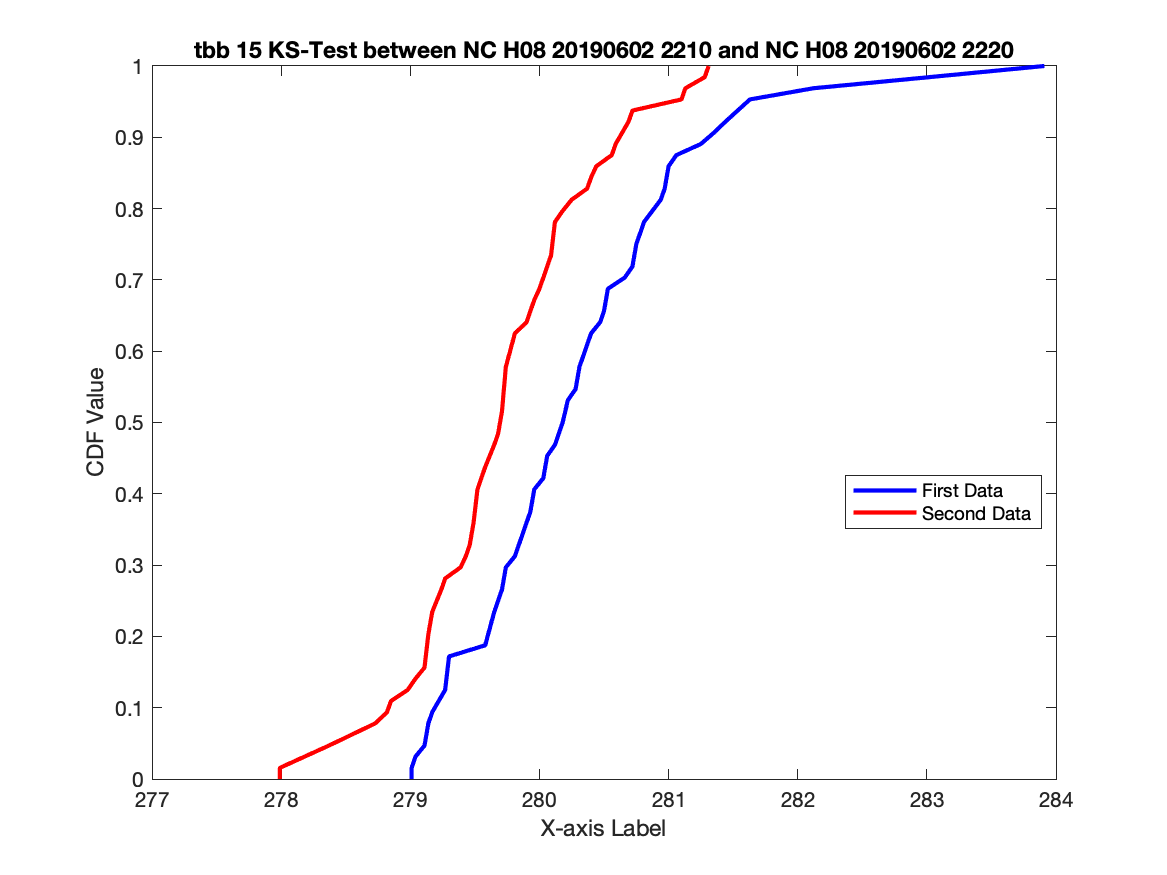 tbb 15 KS-Test between NC H08 20190602 2210 and NC H08 20190602 2220
1
0.9
0.8
0.7
0.6
0.5
0.4
0.3
0.2
0.1
0
CDF Value
First Data
Second Data
277 278 279 280 281 282 283 284
X-axis Label